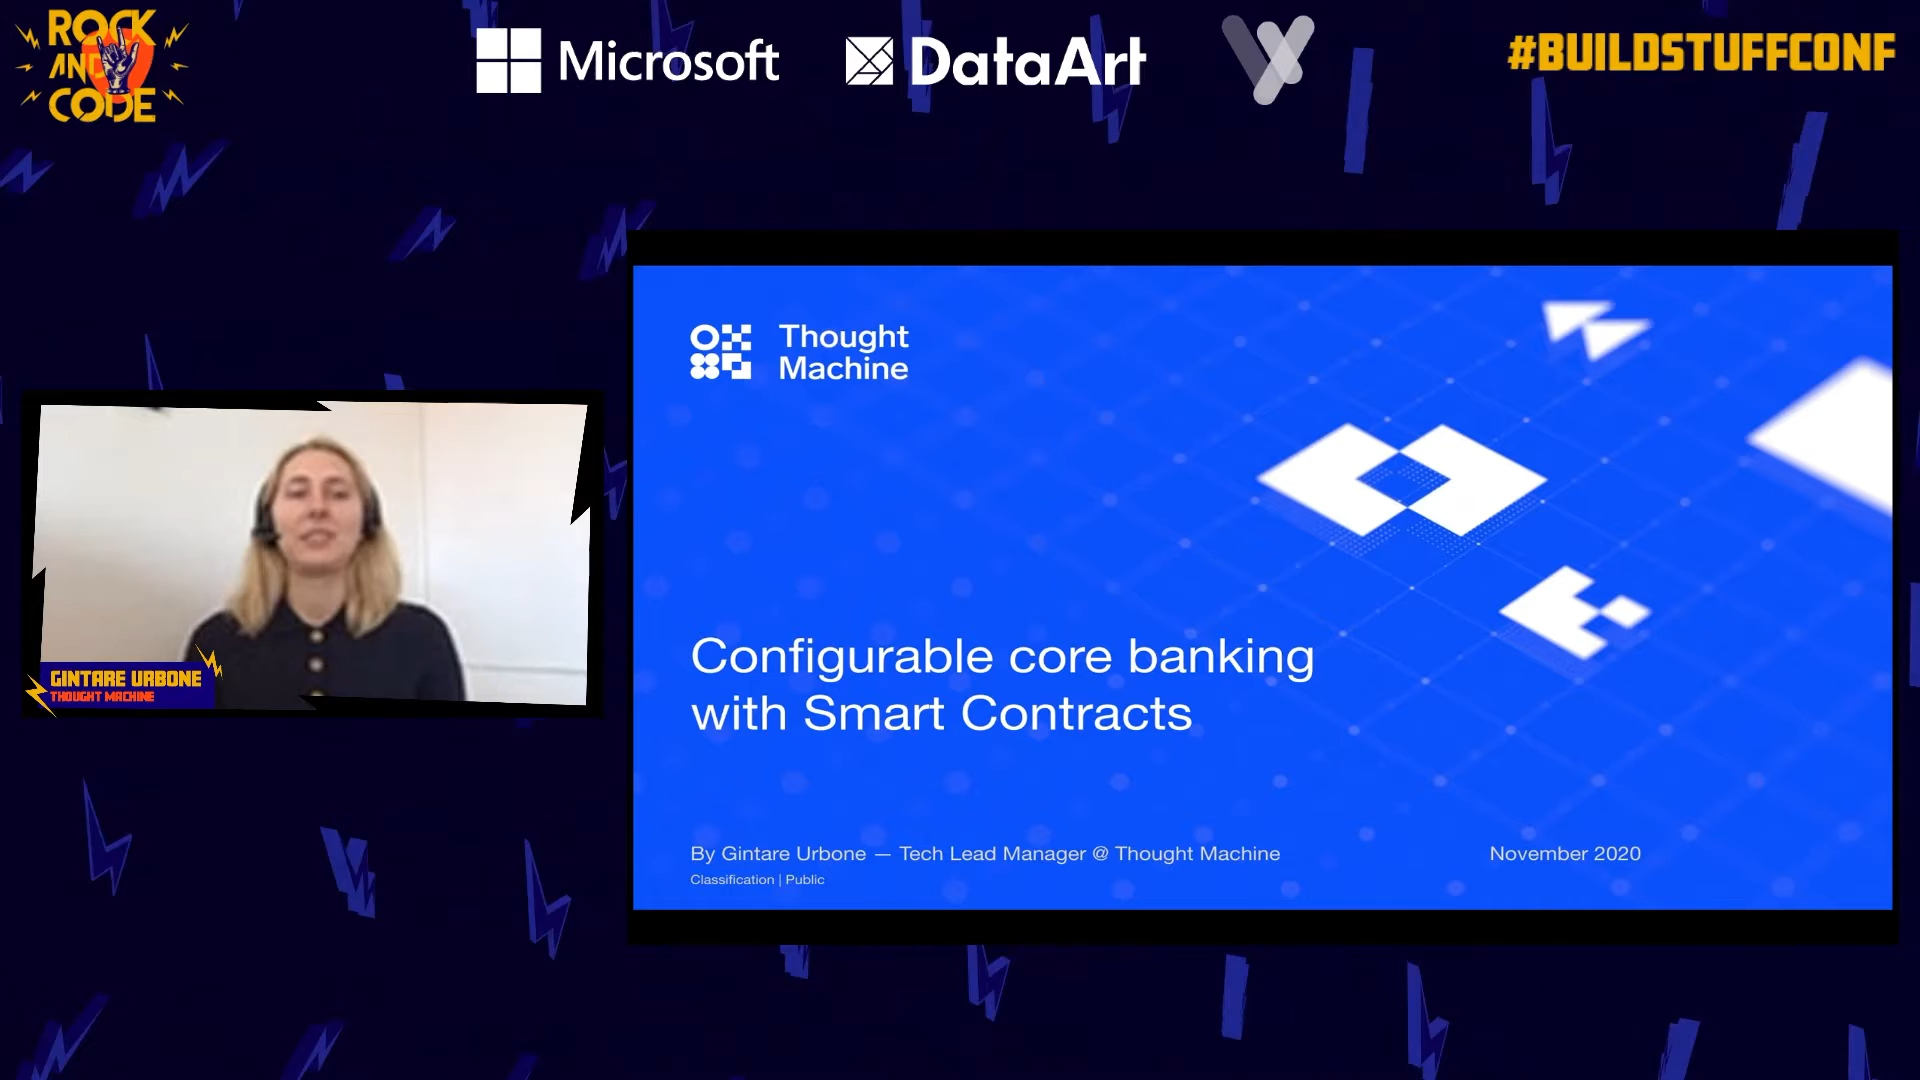 ROCK
AND
CODE
Microsoft
DataArt
#BUILDSTUFFCONF
Thought
Machine
Configurable core banking
with Smart Contracts
By Gintare Urbone — Tech Lead Manager @ Thought Machine
November 2020
Classification | Public
GINTARE URBONE
THOUGHT MACHINE